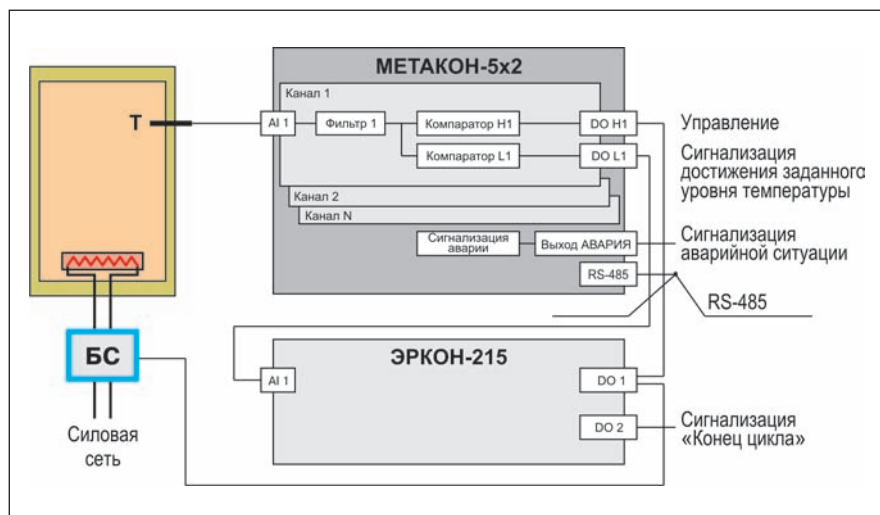 МЕТАКОН-5х2
Канал 1
T
AI 1
Фильтр 1
Компаратор H1
DO H1
Управление
Компаратор L1
DO L1
Сигнализация
достижения заданного
уровня температуры
Канал 2
Канал N
Сигнализация
аварии
Выход АВАРИЯ
Сигнализация
аварийной ситуации
RS-485
RS-485
БС
Силовая
сеть
ЭРКОН-215
AI 1
DO 1
DO 2
Сигнализация
«Конец цикла»